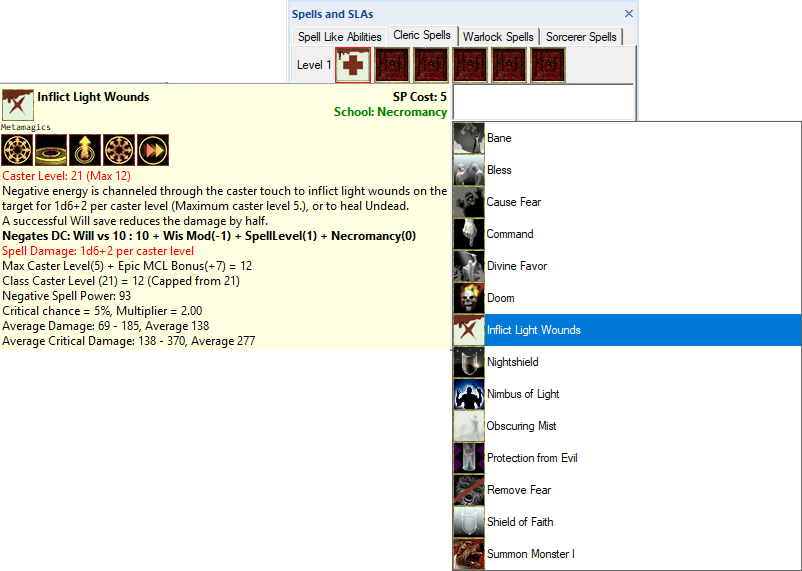 Spells and SLAs
Spell Like Abilities Cleric Spells Warlock Spells Sorcerer Spells
Level 1
Inflict Light Wounds SP Cost: 5
School: Necromancy
Metamagics
Caster Level: 21 (Max 12)
Negative energy is channeled through the caster touch to inflict light wounds on the
target for 1d6+2 per caster level (Maximum caster level 5.), or to heal Undead.
A successful Will save reduces the damage by half.
Negates DC: Will vs 10 : 10 + Wis Mod(-1) + SpellLevel(1) + Necromancy(0)
Spell Damage: 1d6+2 per caster level
Max Caster Level(5) + Epic MCL Bonus(+7) = 12
Class Caster Level (21) = 12 (Capped from 21)
Negative Spell Power: 93
Critical chance = 5%, Multiplier = 2.00
Average Damage: 69 - 185, Average 138
Average Critical Damage: 138 - 370, Average 277
Bane
Bless
Cause Fear
Command
Divine Favor
Doom
Inflict Light Wounds
Nightshield
Nimbus of Light
Obscuring Mist
Protection from Evil
Remove Fear
Shield of Faith
Summon Monster I